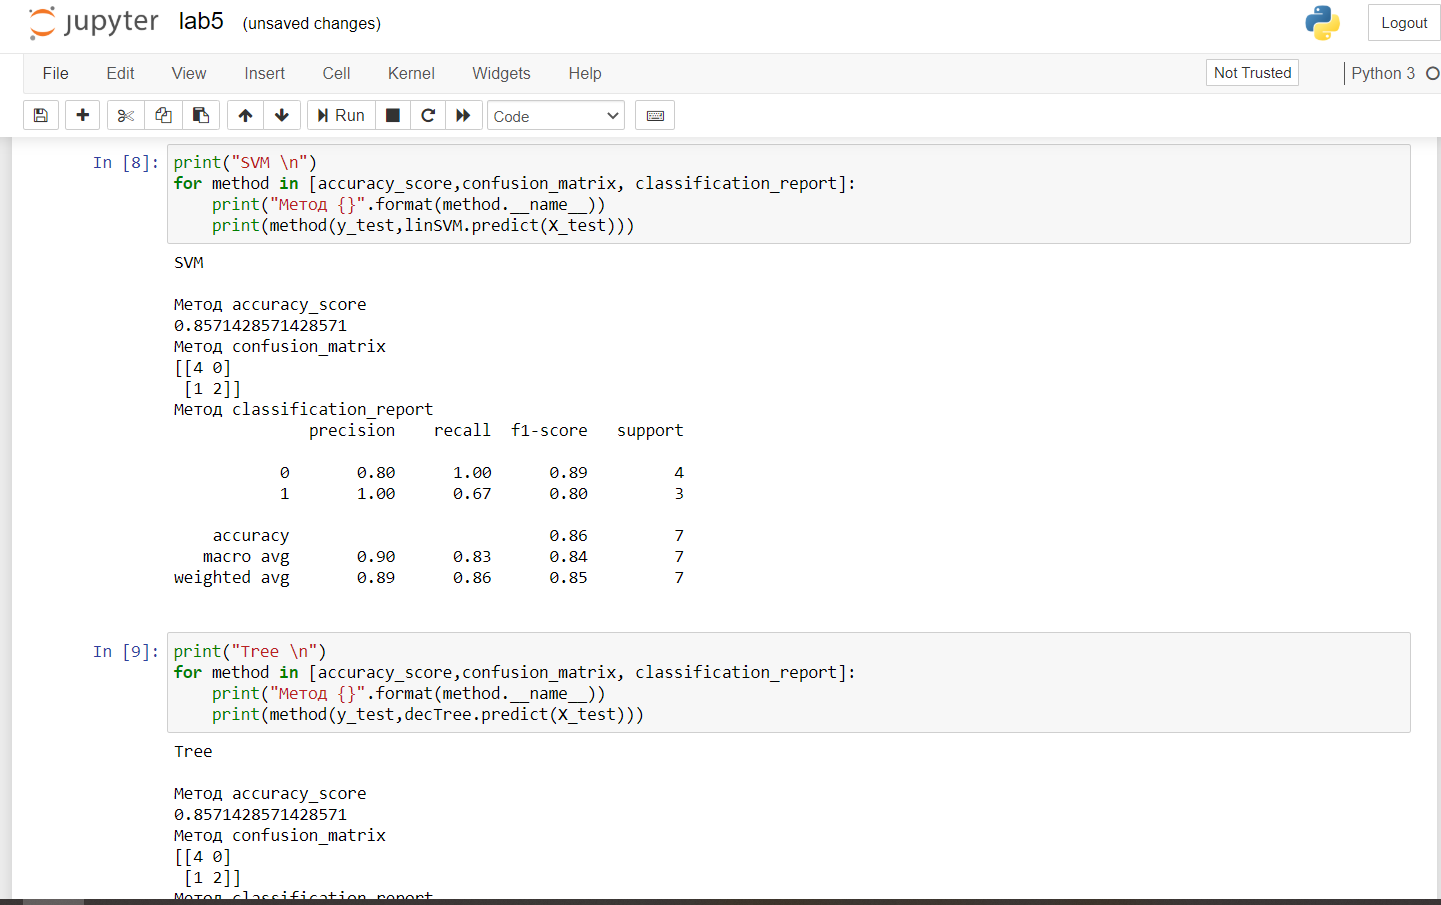 jupyter lab5 (unsaved changes) Logout
File Edit View Insert Cell Kernel Widgets Help Not Trusted Python 3
Run Code
In [8]: print("SVM \n")
for method in [accuracy_score,confusion_matrix, classification_report]:
    print("Метод {}".format(method.__name__))
    print(method(y_test,linSVM.predict(X_test)))
SVM
Метод accuracy_score
0.8571428571428571
Метод confusion_matrix
[[4 0]
 [1 2]]
Метод classification_report
              precision    recall  f1-score   support
           0       0.80      1.00      0.89         4
           1       1.00      0.67      0.80         3
    accuracy                           0.86         7
   macro avg       0.90      0.83      0.84         7
weighted avg       0.89      0.86      0.85         7
In [9]: print("Tree \n")
for method in [accuracy_score,confusion_matrix, classification_report]:
    print("Метод {}".format(method.__name__))
    print(method(y_test,decTree.predict(X_test)))
Tree
Метод accuracy_score
0.8571428571428571
Метод confusion_matrix
[[4 0]
 [1 2]]
Метод classification_report